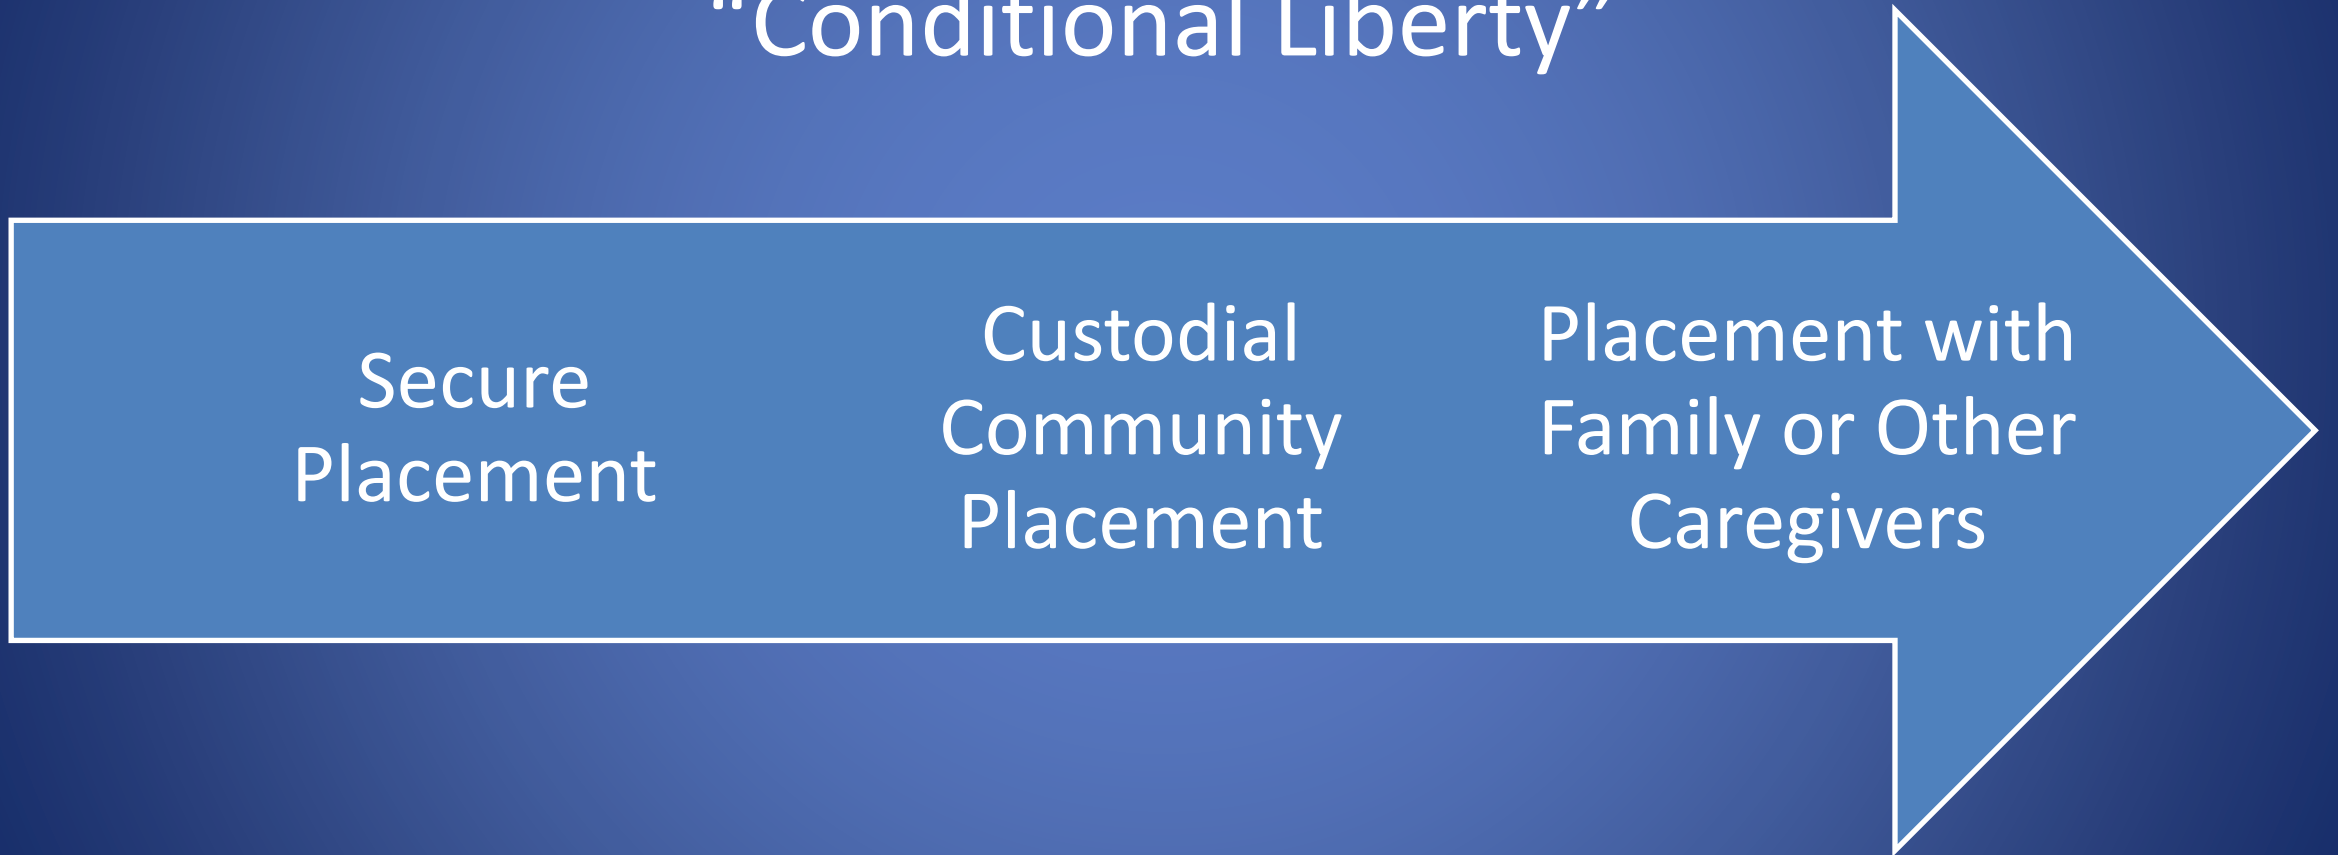 “Conditional Liberty”
Secure
Placement
Custodial
Community
Placement
Placement with
Family or Other
Caregivers